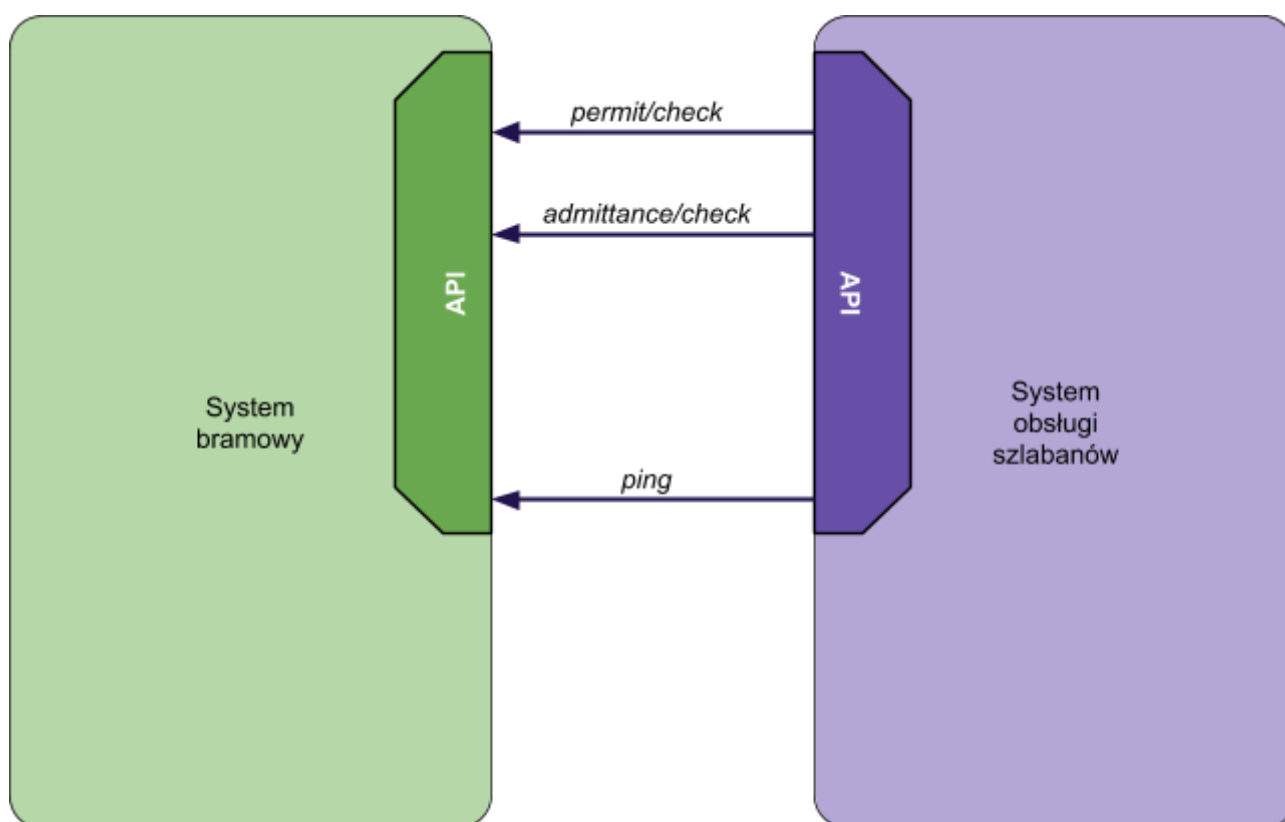 permit/check
admittance/check
API
API
System
bramowy
System
obsługi
szlabanów
ping